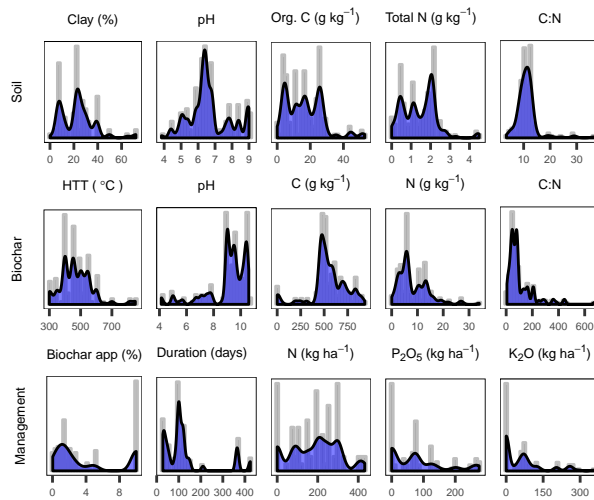 Clay (%) pH Org. C (g kg⁻¹) Total N (g kg⁻¹) C:N
Soil
0 20 40 60 4 5 6 7 8 9 0 20 40 0 1 2 3 4 10 20 30
HTT ( °C) pH C (g kg⁻¹) N (g kg⁻¹) C:N
Biochar
300 500 700 4 6 8 10 0 250 500 750 0 10 20 30 0 200 400 600
Biochar app (%) Duration (days) N (kg ha⁻¹) P₂O₅ (kg ha⁻¹) K₂O (kg ha⁻¹)
Management
0 4 8 0 100 200 300 400 0 200 400 0 100 200 0 150 300